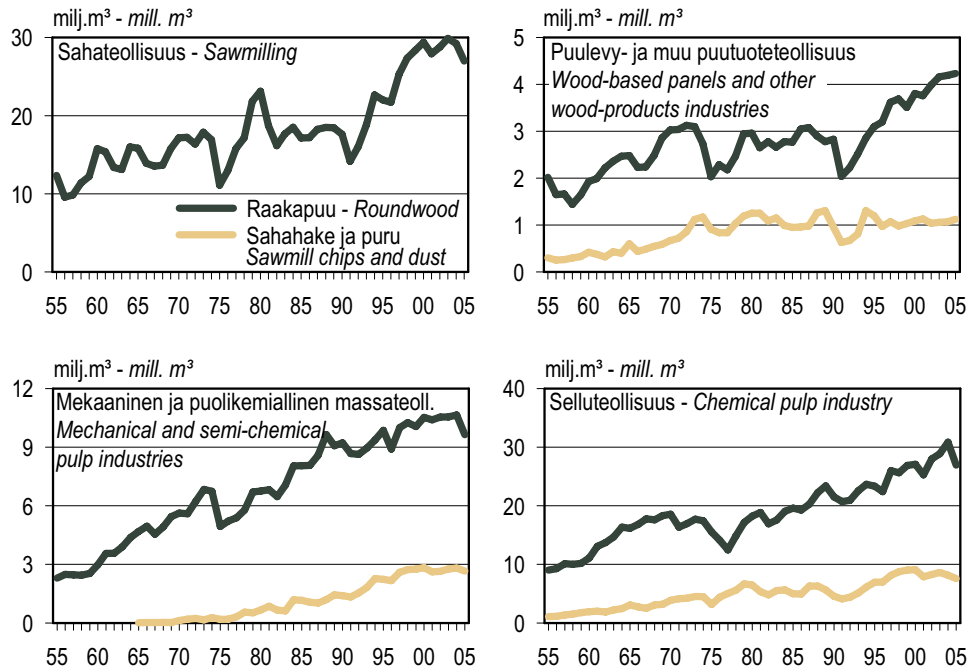 milj.m³ - mill. m³
30
20
10
0
Sahateollisuus - Sawmilling
Raakapuu - Roundwood
Sahahake ja puru
Sawmill chips and dust
55 60 65 70 75 80 85 90 95 00 05
milj.m³ - mill. m³
5
4
3
2
1
0
Puulevy- ja muu puutuoteteollisuus
Wood-based panels and other
wood-products industries
55 60 65 70 75 80 85 90 95 00 05
milj.m³ - mill. m³
12
9
6
3
0
Mekaaninen ja puolikemiallinen massateoll.
Mechanical and semi-chemical
pulp industries
55 60 65 70 75 80 85 90 95 00 05
milj.m³ - mill. m³
40
30
20
10
0
Selluteollisuus - Chemical pulp industry
55 60 65 70 75 80 85 90 95 00 05